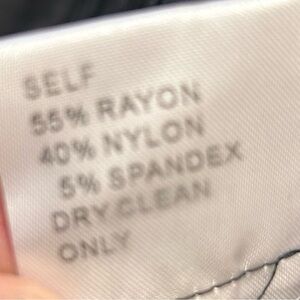 SELF
55% RAYON
40% NYLON
5% SPANDEX
DRY CLEAN
ONLY